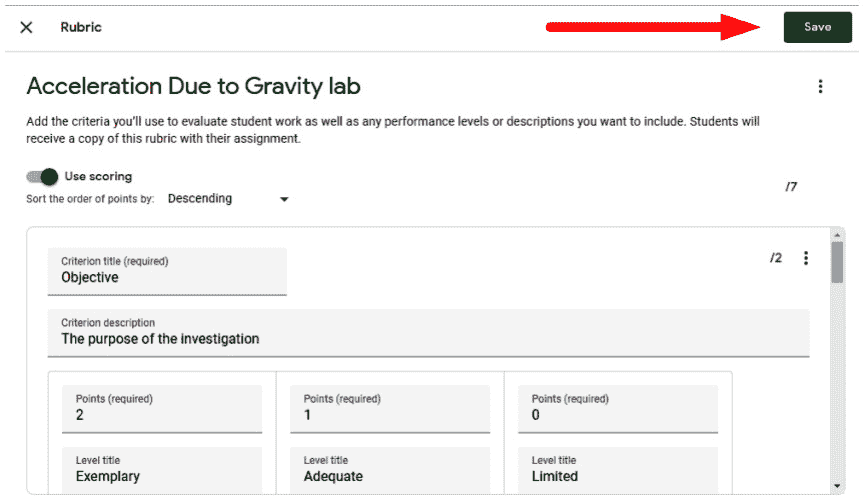 Rubric
Save
Acceleration Due to Gravity lab
Add the criteria you'll use to evaluate student work as well as any performance levels or descriptions you want to include. Students will
receive a copy of this rubric with their assignment.
Use scoring
/7
Sort the order of points by: Descending
Criterion title (required)
/2
Objective
Criterion description
The purpose of the investigation
Points (required) Points (required) Points (required)
2 1 0
Level title Level title Level title
Exemplary Adequate Limited